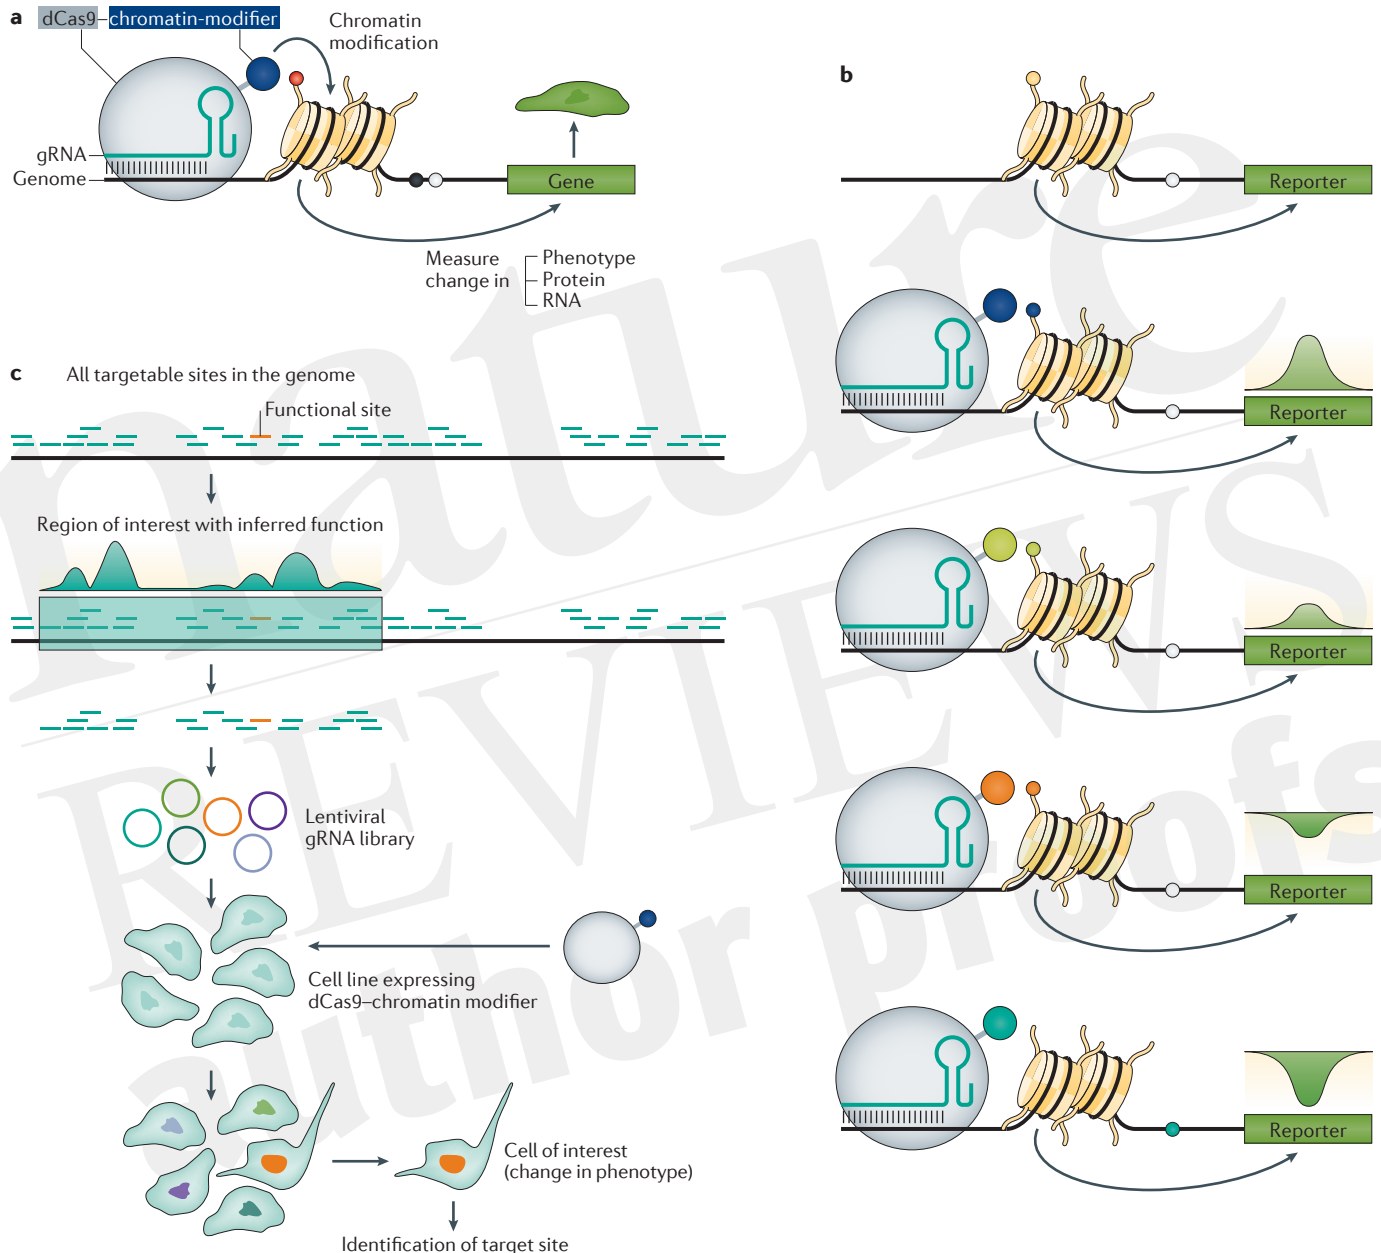 a
dCas9–chromatin-modifier
Chromatin
modification
gRNA
Genome
Gene
Measure
change in
Phenotype
Protein
RNA
b
Reporter
Reporter
Reporter
Reporter
Reporter
c
All targetable sites in the genome
Functional site
Region of interest with inferred function
Lentiviral
gRNA library
Cell line expressing
dCas9–chromatin modifier
Cell of interest
(change in phenotype)
Identification of target site
nature
REVIEWS
author proofs